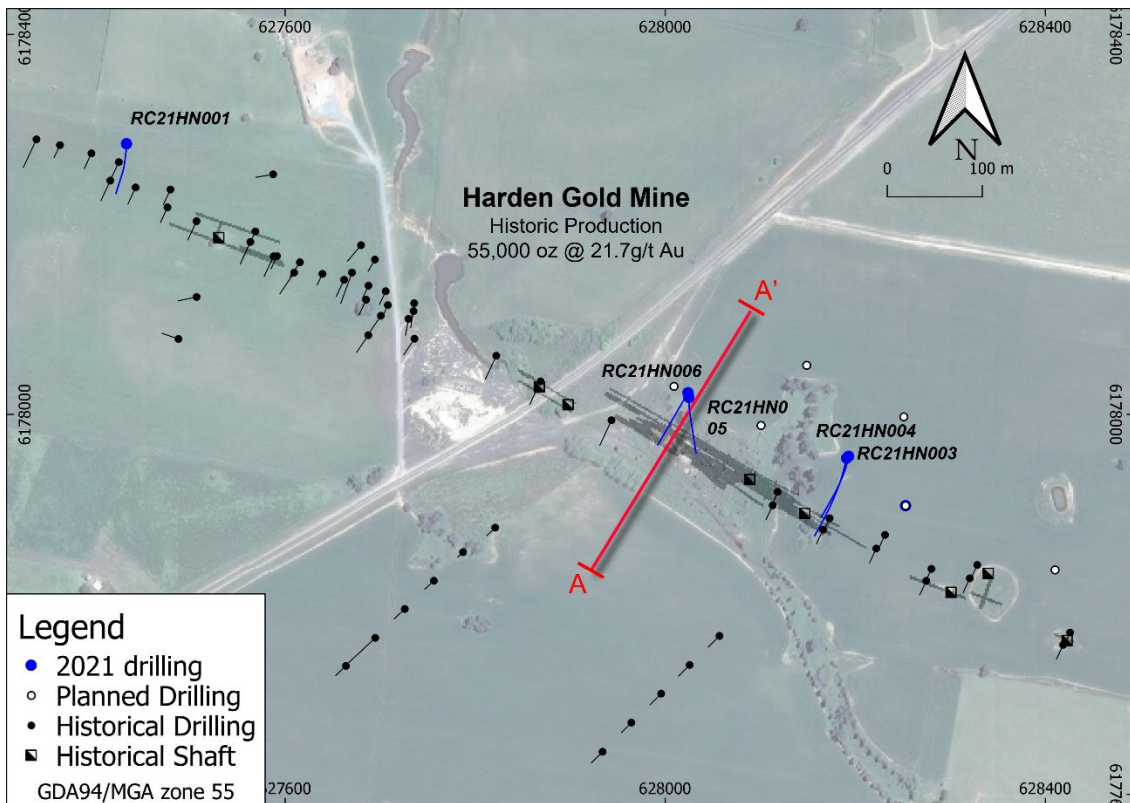 627600
628000
628400
6178400
6178400
RC21HN001
N
0 100 m
Harden Gold Mine
Historic Production
55,000 oz @ 21.7g/t Au
A'
RC21HN006
RC21HN0
05
6178000
6178000
RC21HN004
RC21HN003
A
Legend
2021 drilling
Planned Drilling
Historical Drilling
Historical Shaft
GDA94/MGA zone 55
627600
628000
628400
61776